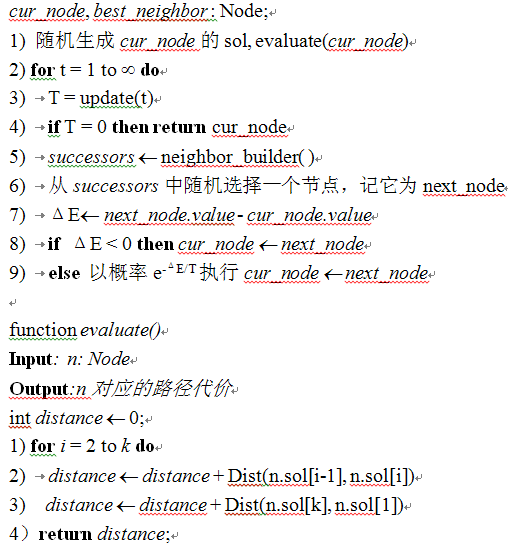 cur_node, best_neighbor : Node;
1) 随机生成 cur_node 的 sol, evaluate(cur_node)
2) for t = 1 to ∞ do
3) →T = update(t)
4) →if T = 0 then return cur_node
5) →successors ← neighbor_builder( )
6) →从 successors 中随机选择一个节点，记它为 next_node
7) →ΔE← next_node.value - cur_node.value
8) →if ΔE < 0 then cur_node ← next_node
9) →else 以概率 e-ΔE/T 执行 cur_node ← next_node
function evaluate()
Input: n: Node
Output:n 对应的路径代价
int distance ← 0;
1) for i = 2 to k do
2) →distance ← distance + Dist(n.sol[i-1], n.sol[i])
3) distance ← distance + Dist(n.sol[k], n.sol[1])
4）return distance;